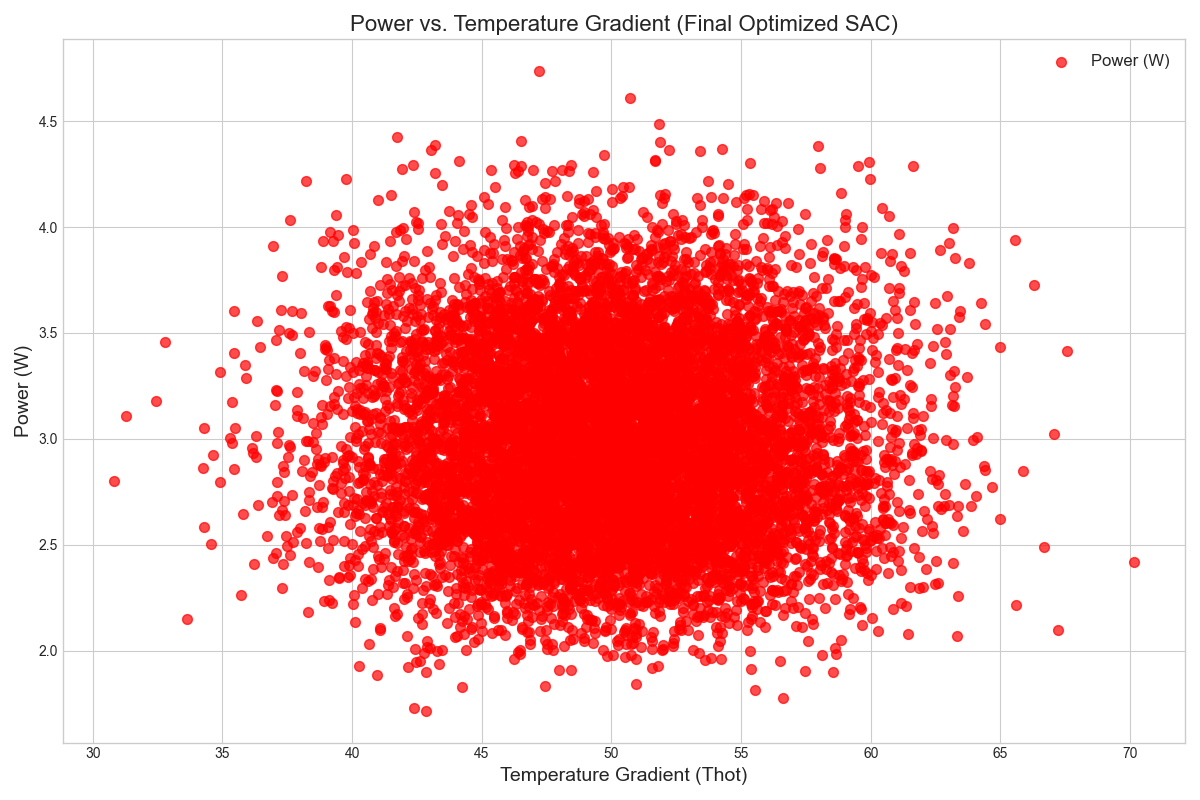 Power vs. Temperature Gradient (Final Optimized SAC)
Power (W)
4.5
4.0
3.5
3.0
2.5
2.0
Power (W)
30 35 40 45 50 55 60 65 70
Temperature Gradient (Thot)